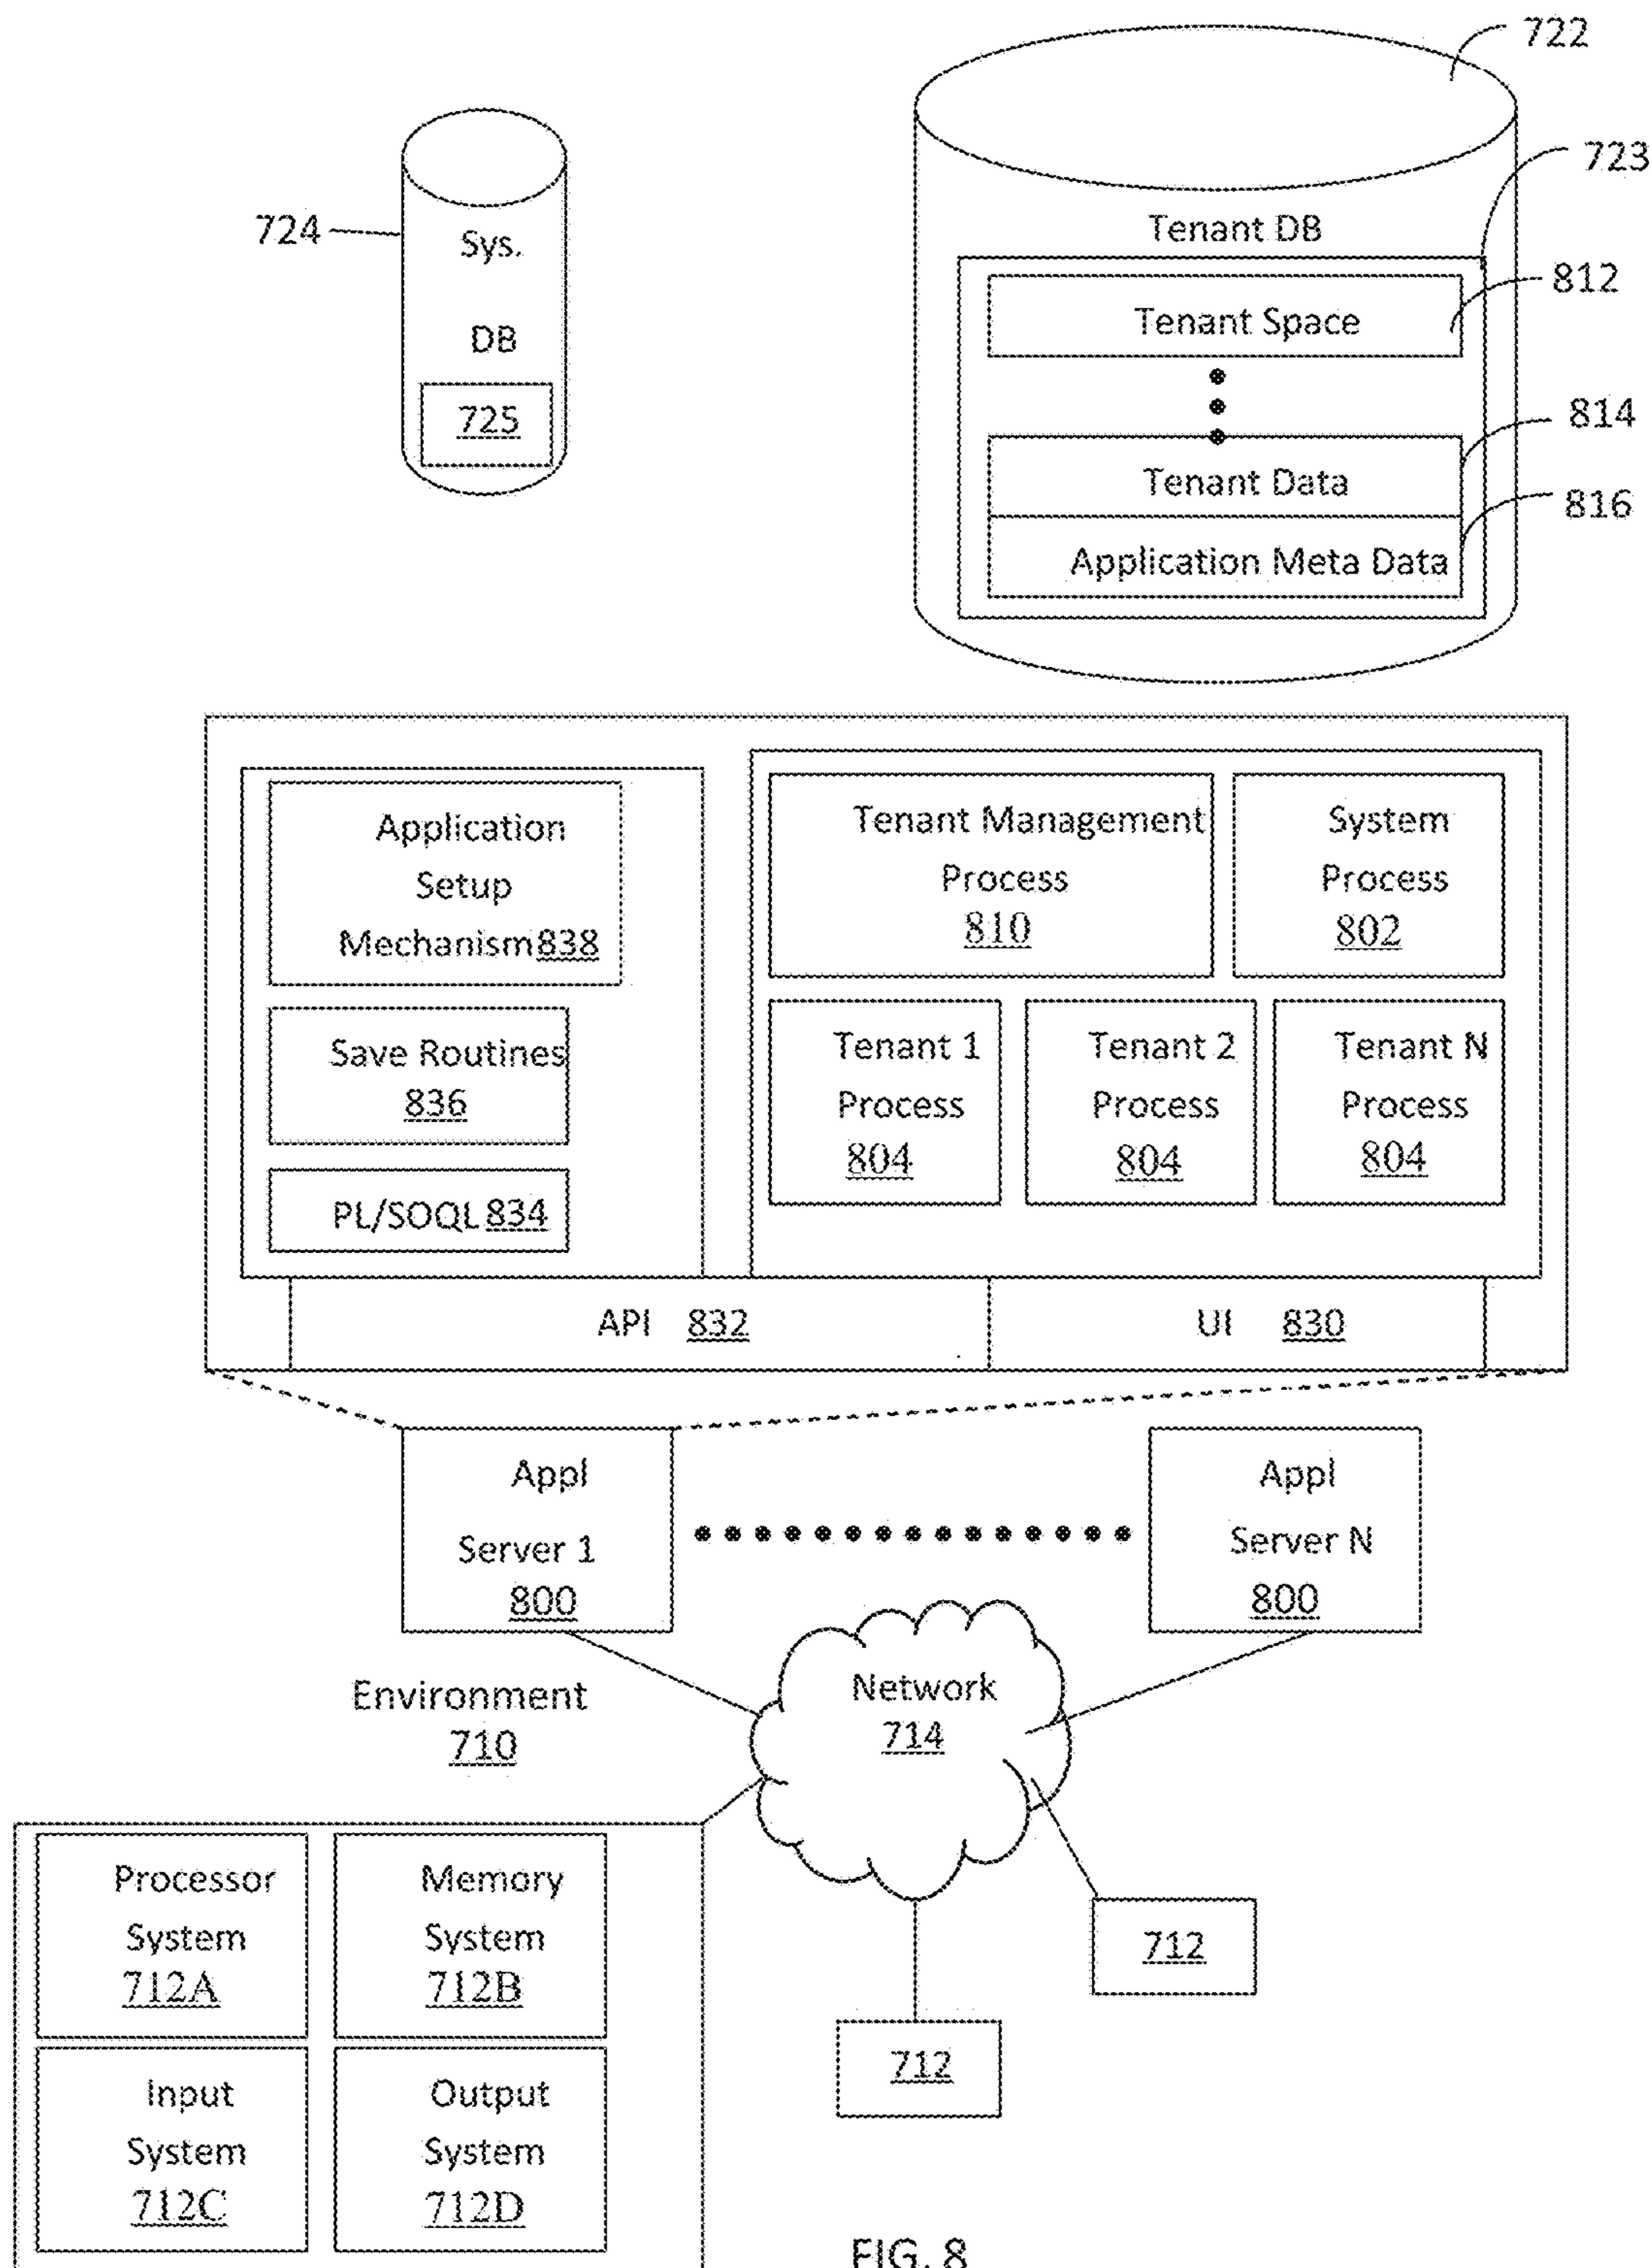 722
723
724
Sys.
DB
725
Tenant DB
Tenant Space
812
814
Tenant Data
816
Application Meta Data
Application
Setup
Mechanism 838
Save Routines
836
PL/SOQL 834
Tenant Management
Process
810
System
Process
802
Tenant 1
Process
804
Tenant 2
Process
804
Tenant N
Process
804
API 832
UI 830
Appl
Server 1
800
Appl
Server N
800
Environment
710
Network
714
Processor
System
712A
Memory
System
712B
Input
System
712C
Output
System
712D
712
712
FIG. 8